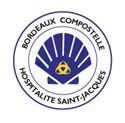 BORDEAUX COMPOSTELLE
HOSPITALITE SAINT-JACQUES